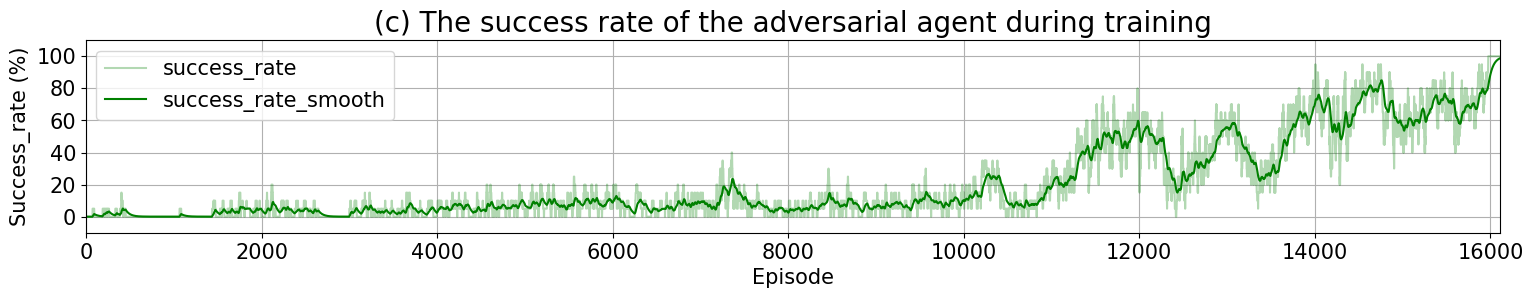 (c) The success rate of the adversarial agent during training
Success_rate (%)
100
80
60
40
20
0
success_rate
success_rate_smooth
0 2000 4000 6000 8000 10000 12000 14000 16000
Episode